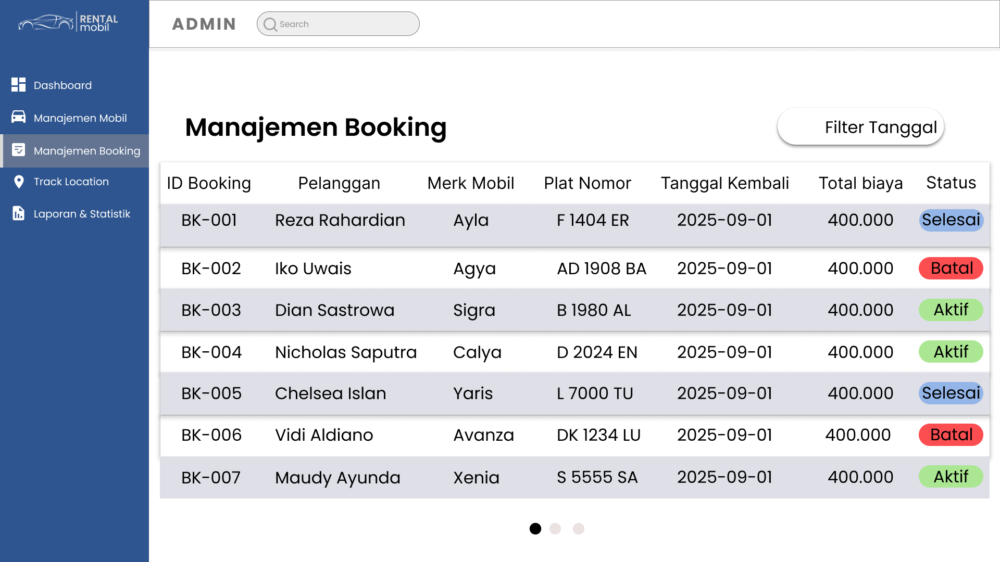 RENTAL
mobil
ADMIN
Search
Dashboard
Manajemen Mobil
Manajemen Booking
Track Location
Laporan & Statistik
Manajemen Booking
Filter Tanggal
ID Booking Pelanggan Merk Mobil Plat Nomor Tanggal Kembali Total biaya Status
BK-001 Reza Rahardian Ayla F 1404 ER 2025-09-01 400.000 Selesai
BK-002 Iko Uwais Agya AD 1908 BA 2025-09-01 400.000 Batal
BK-003 Dian Sastrowa Sigra B 1980 AL 2025-09-01 400.000 Aktif
BK-004 Nicholas Saputra Calya D 2024 EN 2025-09-01 400.000 Aktif
BK-005 Chelsea Islan Yaris L 7000 TU 2025-09-01 400.000 Selesai
BK-006 Vidi Aldiano Avanza DK 1234 LU 2025-09-01 400.000 Batal
BK-007 Maudy Ayunda Xenia S 5555 SA 2025-09-01 400.000 Aktif